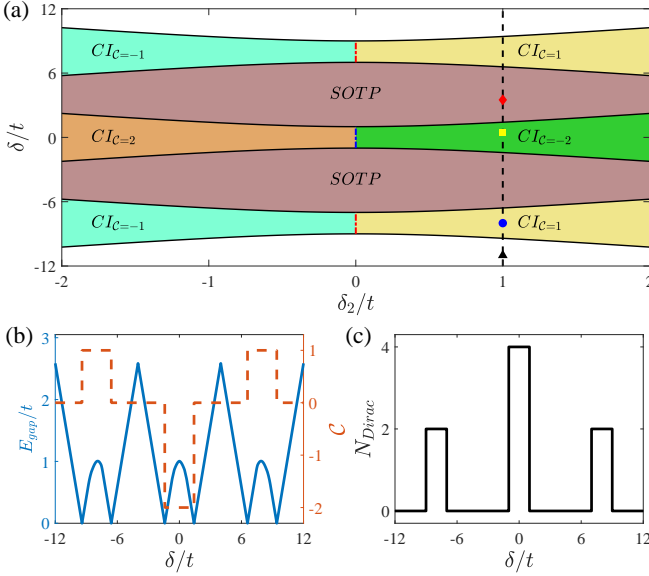 (a)
12
6
0
-6
-12
δ/t
CI_{C=-1}
CI_{C=1}
SOTP
CI_{C=2}
CI_{C=-2}
SOTP
CI_{C=-1}
CI_{C=1}
-2
-1
0
1
2
δ₂/t
(b)
3
2
1
0
E_{gap}/t
1
0
-1
-2
C
-12
-6
0
6
12
δ/t
(c)
4
2
0
N_{Dirac}
-12
-6
0
6
12
δ/t